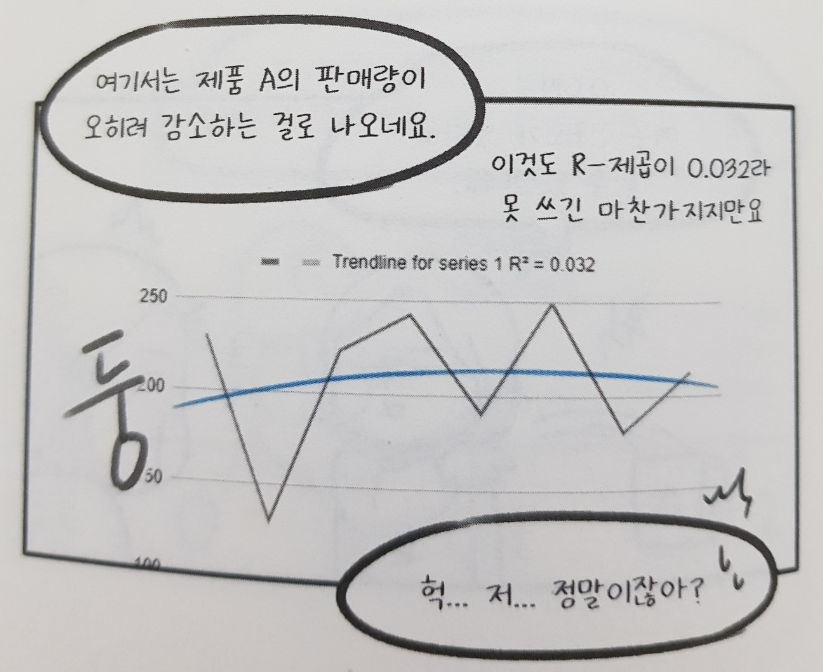 여기서는 제품 A의 판매량이
오히려 감소하는 걸로 나오네요.
이것도 R-제곱이 0.032라
못 쓰긴 마찬가지지만요
Trendline for series 1 R² = 0.032
250
200
50
100
둥
헉... 저... 정말이잖아?